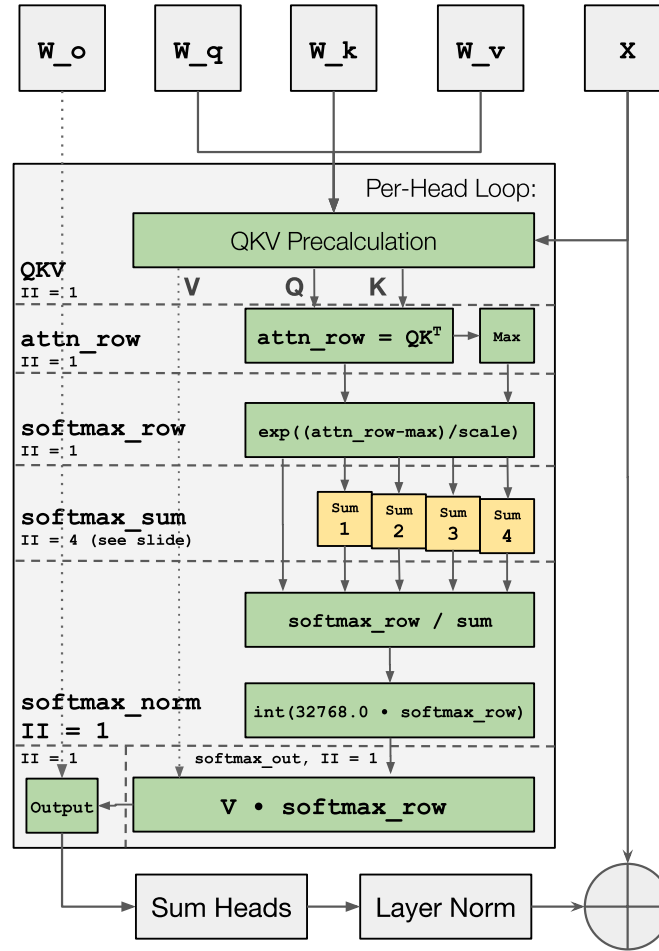 W_o
W_q
W_k
W_v
X
Per-Head Loop:
QKV Precalculation
QKV
II = 1
V
Q
K
attn_row
II = 1
attn_row = QKᵀ
Max
softmax_row
II = 1
exp((attn_row-max)/scale)
softmax_sum
II = 4 (see slide)
Sum
1
Sum
2
Sum
3
Sum
4
softmax_row / sum
softmax_norm
II = 1
int(32768.0 • softmax_row)
II = 1
softmax_out, II = 1
Output
V • softmax_row
Sum Heads
Layer Norm